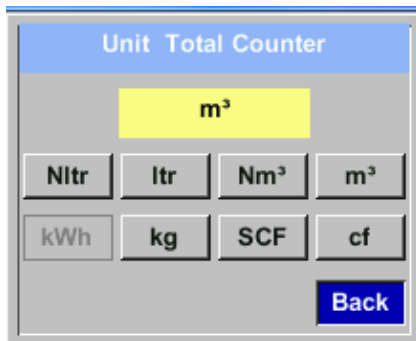 Unit Total Counter
m³
Nltr ltr Nm³ m³
kWh kg SCF cf
Back